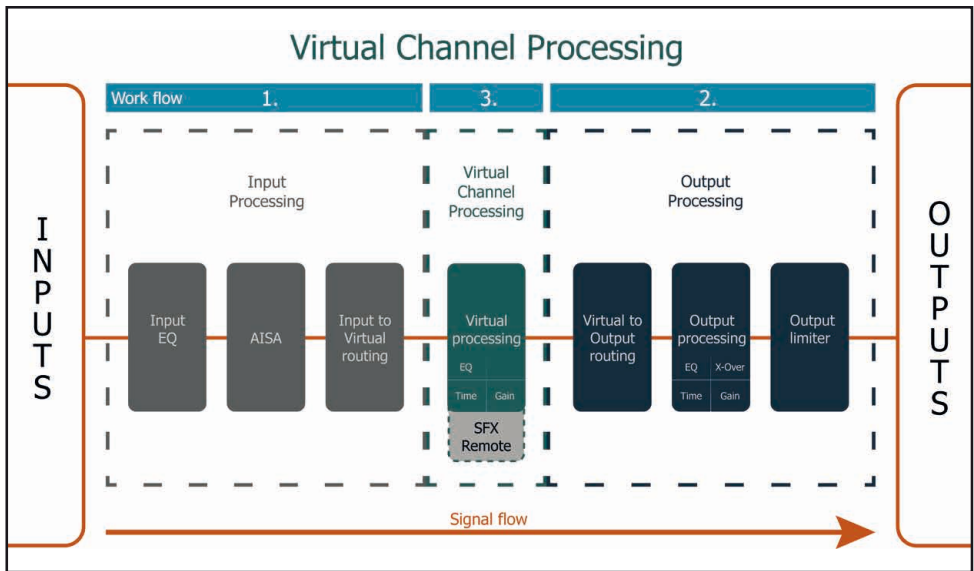 Virtual Channel Processing
Work flow 1. 3. 2.
Input
Processing
Virtual
Channel
Processing
Output
Processing
INPUTS
Input
EQ
AISA
Input to
Virtual
routing
Virtual
processing
EQ
Time Gain
SFX
Remote
Virtual to
Output
routing
Output
processing
EQ X-Over
Time Gain
Output
limiter
OUTPUTS
Signal flow